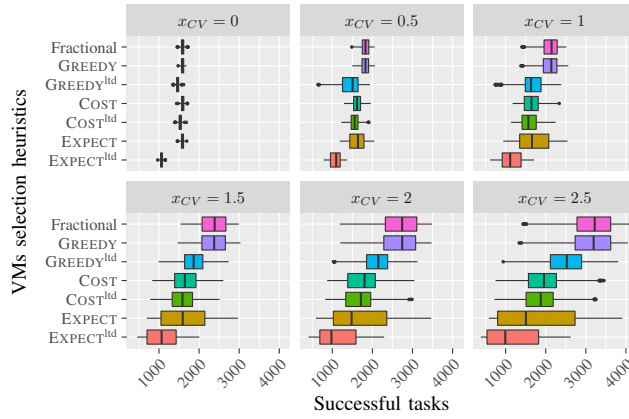 x_CV = 0 x_CV = 0.5 x_CV = 1
Fractional
GREEDY
GREEDY^ltd
COST
COST^ltd
EXPECT
EXPECT^ltd
x_CV = 1.5 x_CV = 2 x_CV = 2.5
Fractional
GREEDY
GREEDY^ltd
COST
COST^ltd
EXPECT
EXPECT^ltd
1000 2000 3000 4000 1000 2000 3000 4000 1000 2000 3000 4000
VMs selection heuristics
Successful tasks